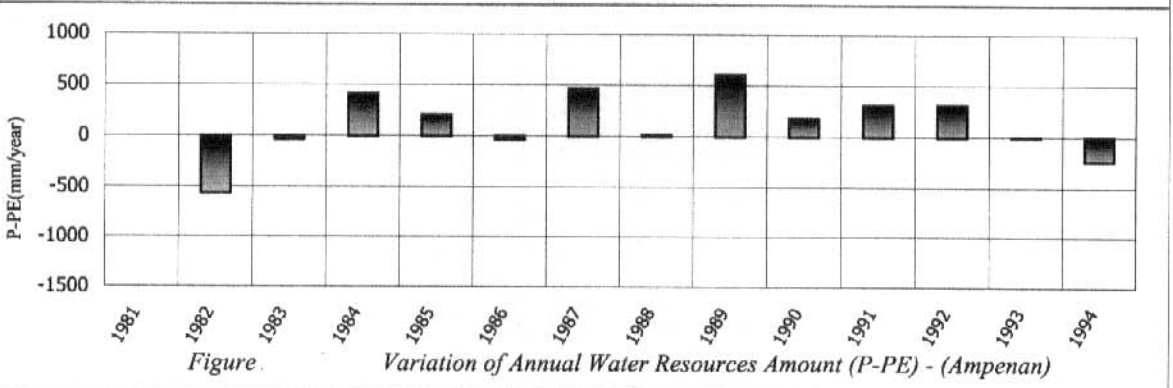 1000
500
0
-500
-1000
-1500
P-PE(mm/year)
1981 1982 1983 1984 1985 1986 1987 1988 1989 1990 1991 1992 1993 1994
Figure. Variation of Annual Water Resources Amount (P-PE) - (Ampenan)